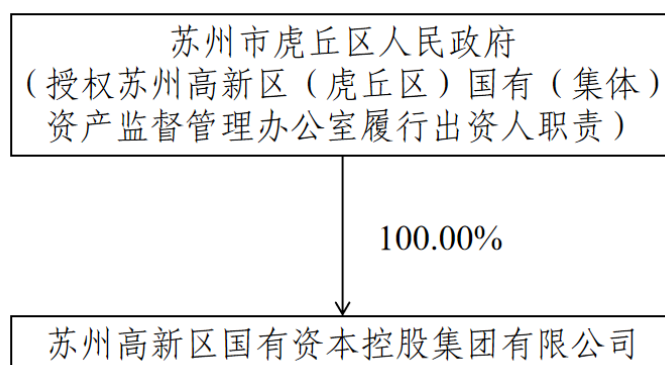 苏州市虎丘区人民政府
（授权苏州高新区（虎丘区）国有（集体）
资产监督管理办公室履行出资人职责）
100.00%
苏州高新区国有资本控股集团有限公司